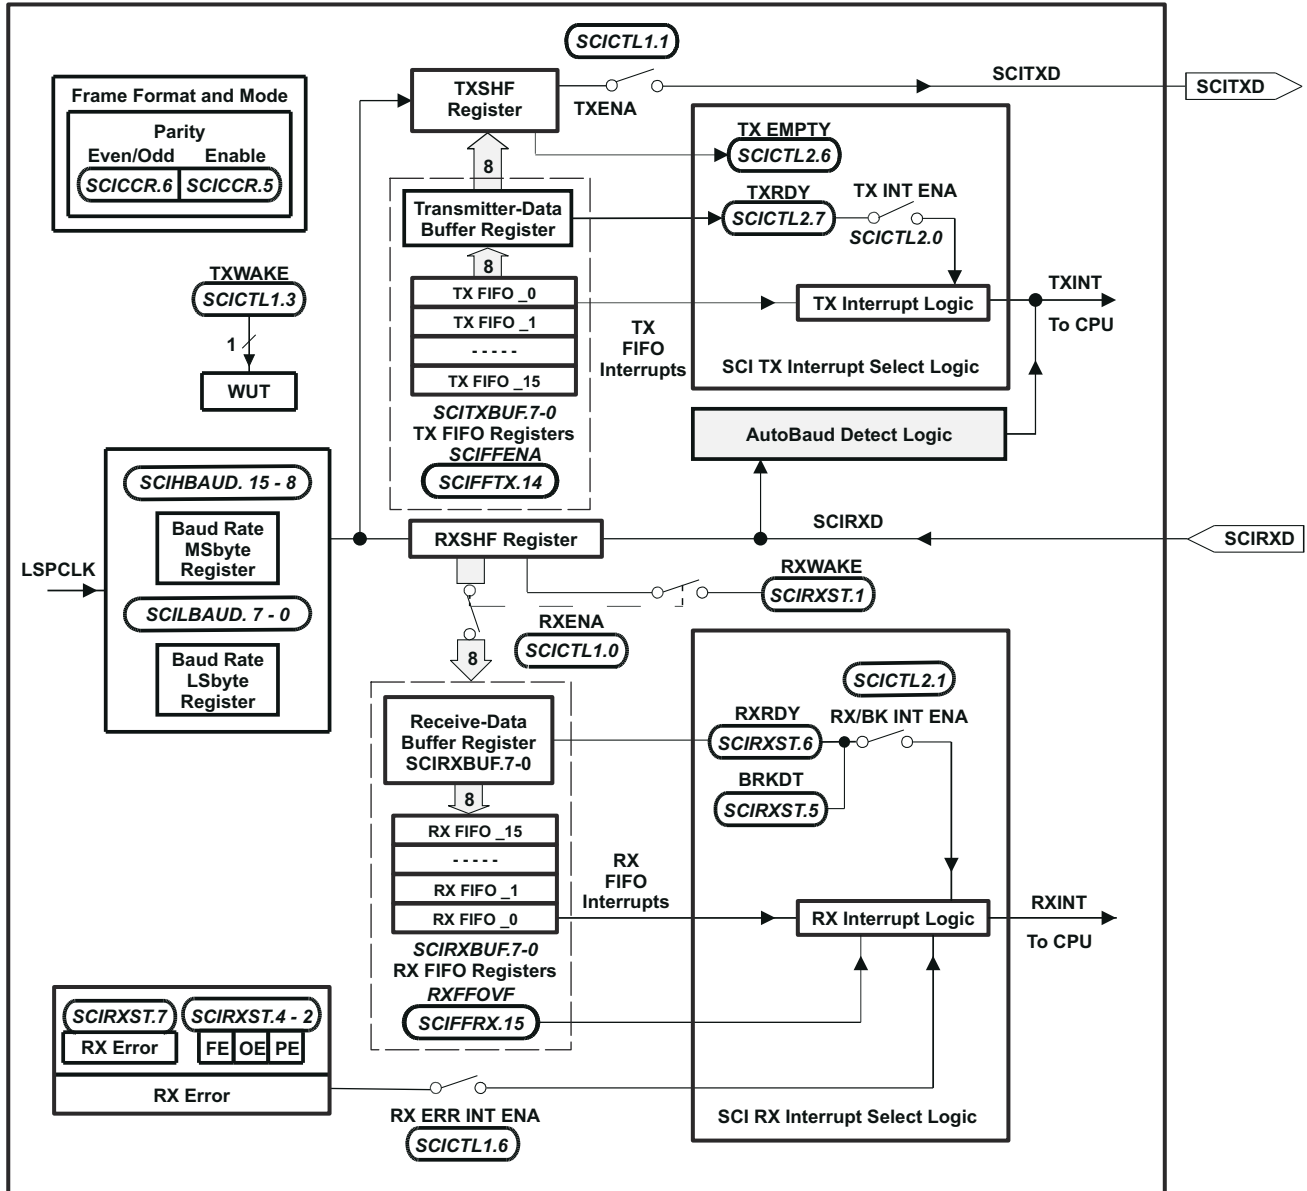 SCICTL1.1
SCITXD
SCITXD
TXSHF
Register
TXENA
Frame Format and Mode
Parity
Even/Odd Enable
SCICCR.6 SCICCR.5
8
TX EMPTY
SCICTL2.6
TXRDY
SCICTL2.7
TX INT ENA
SCICTL2.0
Transmitter-Data
Buffer Register
8
TXWAKE
SCICTL1.3
1
WUT
TX FIFO _0
TX FIFO _1
- - - - -
TX FIFO _15
TX
FIFO
Interrupts
TX Interrupt Logic
TXINT
To CPU
SCI TX Interrupt Select Logic
SCITXBUF.7-0
TX FIFO Registers
SCIFFENA
SCIFFTX.14
AutoBaud Detect Logic
SCIHBAUD. 15 - 8
Baud Rate
MSbyte
Register
LSPCLK
SCILBAUD. 7 - 0
Baud Rate
LSbyte
Register
RXSHF Register
SCIRXD
SCIRXD
RXWAKE
SCIRXST.1
RXENA
SCICTL1.0
8
SCICTL2.1
RX/BK INT ENA
RXRDY
SCIRXST.6
BRKDT
SCIRXST.5
Receive-Data
Buffer Register
SCIRXBUF.7-0
8
RX FIFO _15
- - - - -
RX FIFO _1
RX FIFO _0
RX
FIFO
Interrupts
RX Interrupt Logic
RXINT
To CPU
SCIRXBUF.7-0
RX FIFO Registers
RXFFOVF
SCIFFRX.15
SCIRXST.7 SCIRXST.4 - 2
RX Error FE OE PE
RX Error
RX ERR INT ENA
SCICTL1.6
SCI RX Interrupt Select Logic